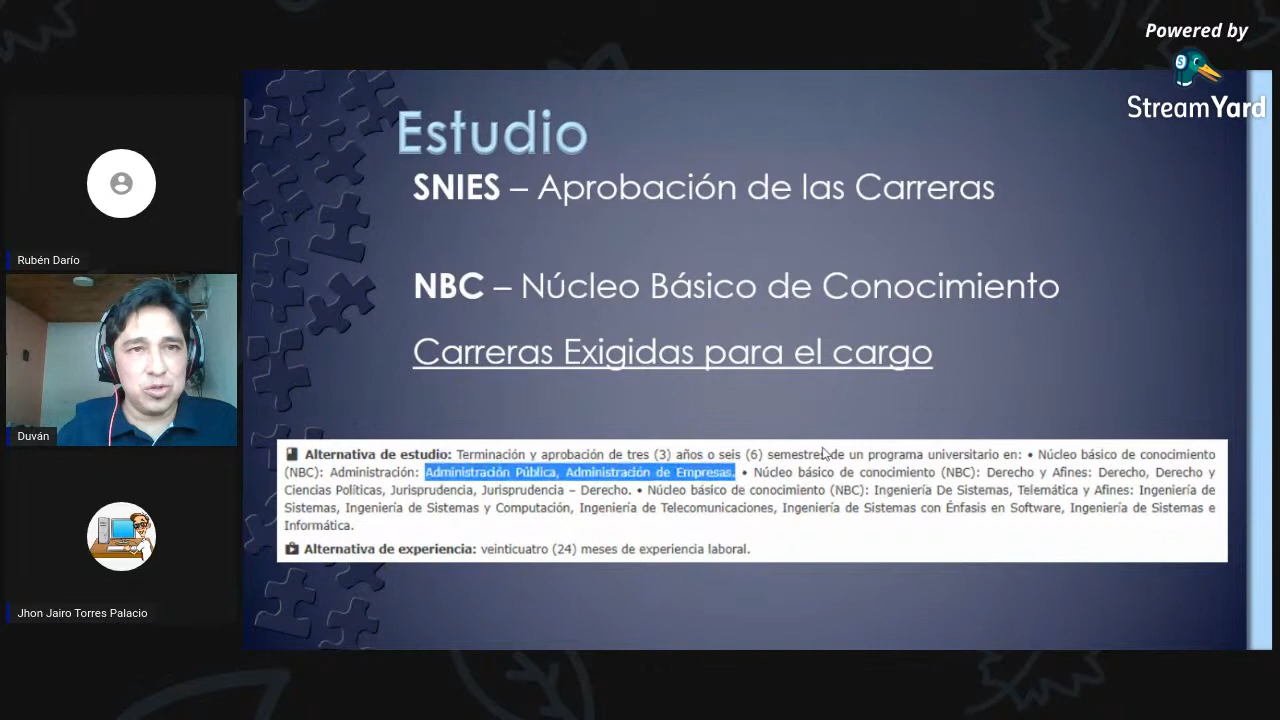 Powered by
StreamYard
Estudio
SNIES – Aprobación de las Carreras
NBC – Núcleo Básico de Conocimiento
Carreras Exigidas para el cargo
Alternativa de estudio: Terminación y aprobación de tres (3) años o seis (6) semestres de un programa universitario en: • Núcleo básico de conocimiento
(NBC): Administración: Administración Pública, Administración de Empresas. • Núcleo básico de conocimiento (NBC): Derecho y Afines: Derecho, Derecho y
Ciencias Políticas, Jurisprudencia, Jurisprudencia – Derecho. • Núcleo básico de conocimiento (NBC): Ingeniería De Sistemas, Telemática y Afines: Ingeniería de
Sistemas, Ingeniería de Sistemas y Computación, Ingeniería de Telecomunicaciones, Ingeniería de Sistemas con Énfasis en Software, Ingeniería de Sistemas e
Informática.
Alternativa de experiencia: veinticuatro (24) meses de experiencia laboral.
Rubén Darío
Duván
Jhon Jairo Torres Palacio